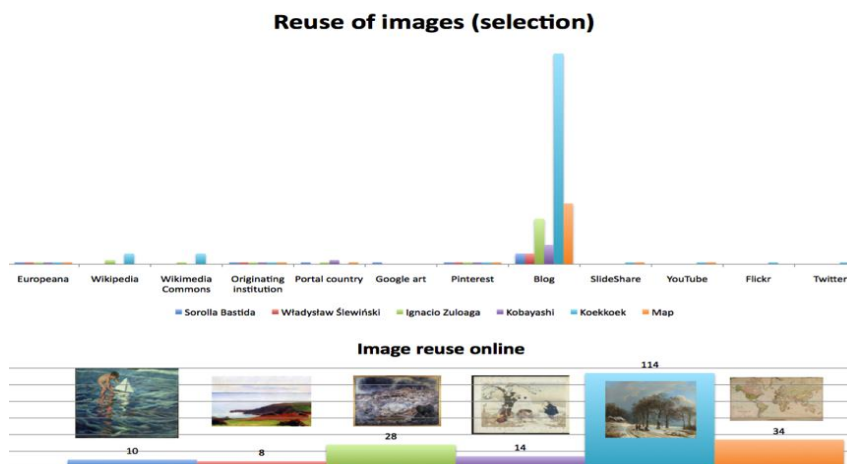 Reuse of images (selection)
Europeana Wikipedia Wikimedia Commons Originating institution Portal country Google art Pinterest Blog SlideShare YouTube Flickr Twitter
Sorolla Bastida Władysław Ślewiński Ignacio Zuloaga Kobayashi Koekkoek Map
Image reuse online
10 8 28 14 114 34